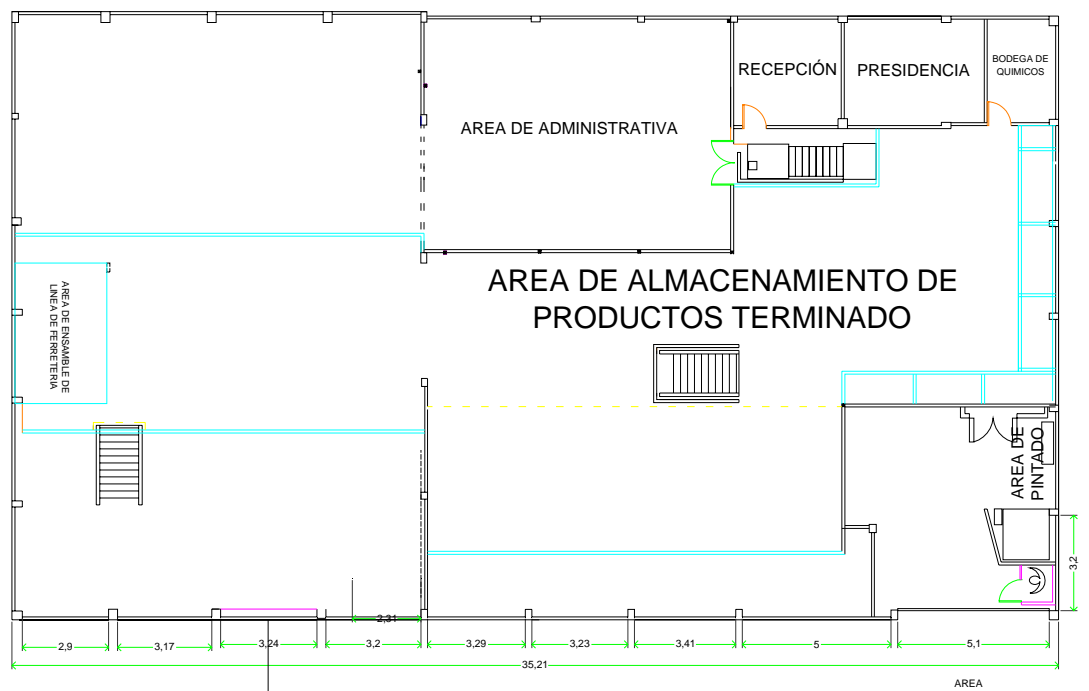 RECEPCIÓN
PRESIDENCIA
BODEGA DE
QUIMICOS
AREA DE ADMINISTRATIVA
AREA DE ALMACENAMIENTO DE
PRODUCTOS TERMINADO
AREA DE ENSAMBLE DE
LINEA DE FERRETERIA
AREA DE
PINTADO
3,2
2,31
2,9
3,17
3,24
3,2
3,29
3,23
3,41
5
5,1
35,21
AREA